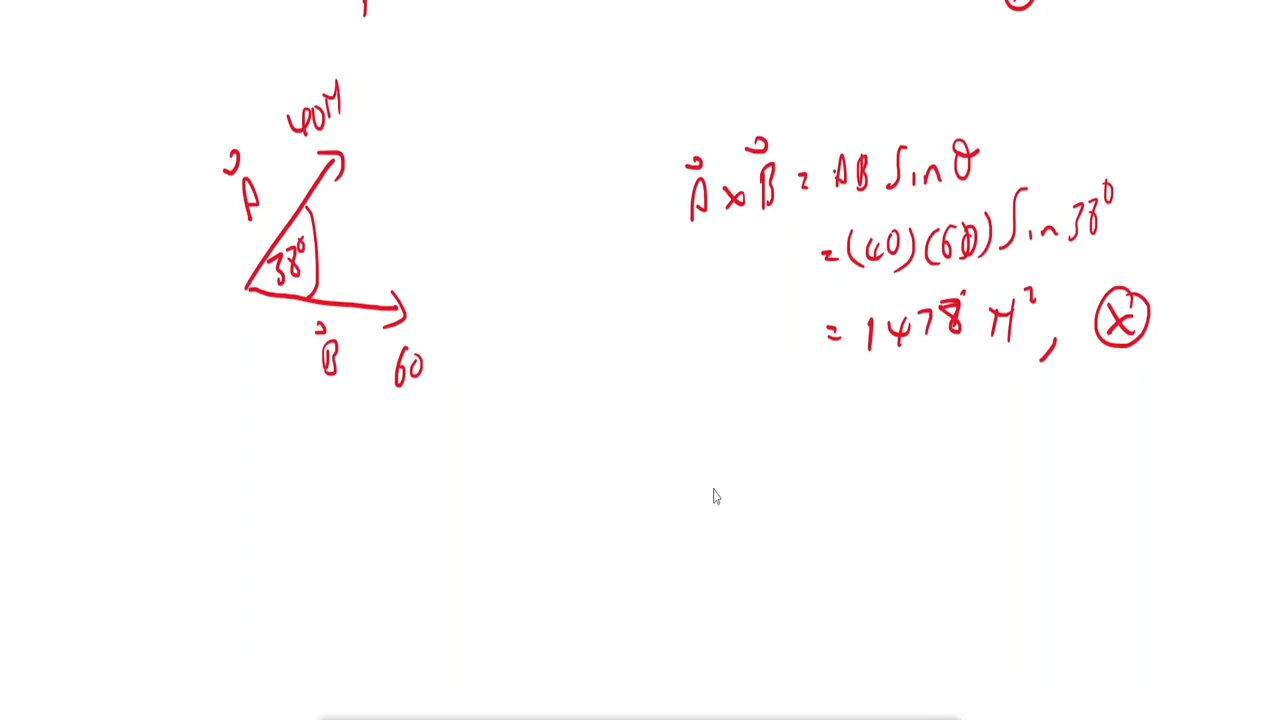 40M
A
38°
B
60
A x B = AB Sin θ
= (40)(60) Sin 38°
= 1478 M²,